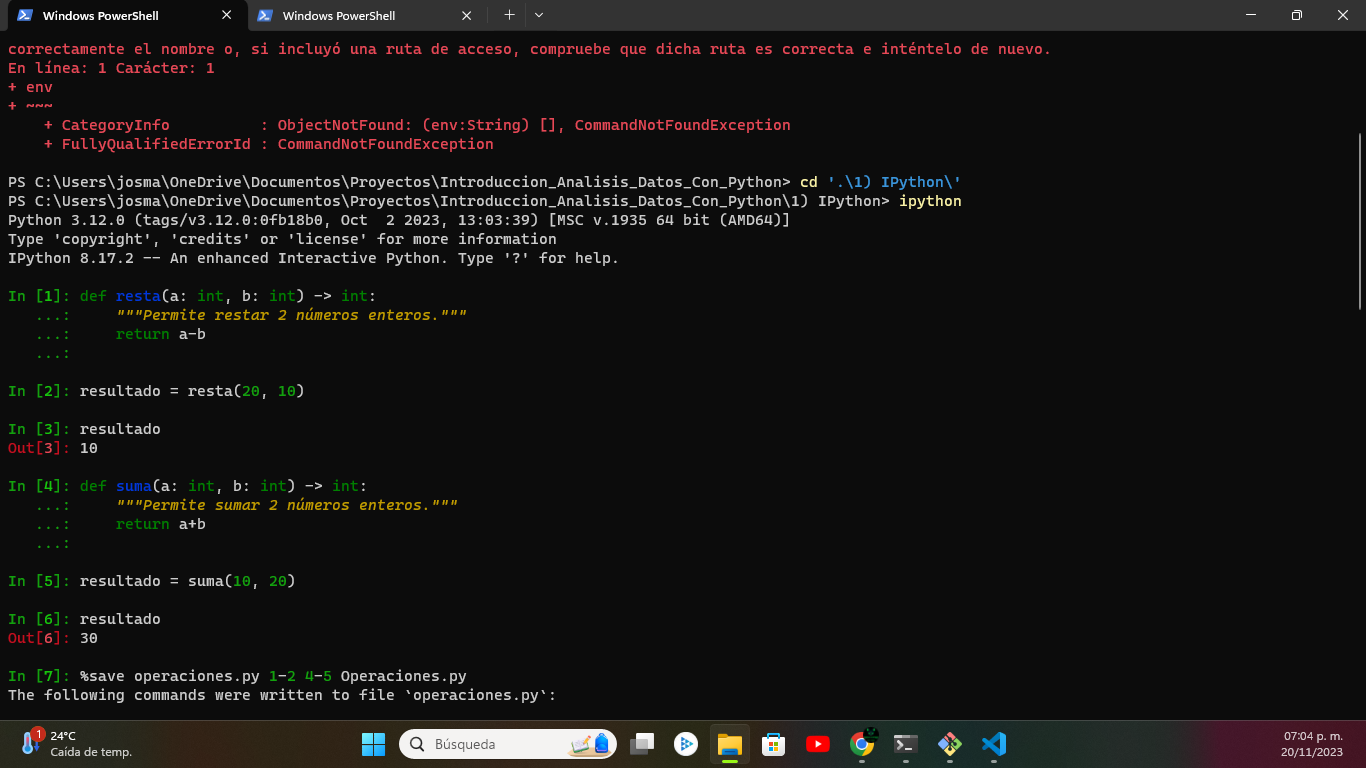 Windows PowerShell
Windows PowerShell
correctamente el nombre o, si incluyó una ruta de acceso, compruebe que dicha ruta es correcta e inténtelo de nuevo.
En línea: 1 Carácter: 1
+ env
+ ~~~
    + CategoryInfo          : ObjectNotFound: (env:String) [], CommandNotFoundException
    + FullyQualifiedErrorId : CommandNotFoundException
PS C:\Users\josma\OneDrive\Documentos\Proyectos\Introduccion_Analisis_Datos_Con_Python> cd '.\1) IPython\'
PS C:\Users\josma\OneDrive\Documentos\Proyectos\Introduccion_Analisis_Datos_Con_Python\1) IPython> ipython
Python 3.12.0 (tags/v3.12.0:0fb18b0, Oct  2 2023, 13:03:39) [MSC v.1935 64 bit (AMD64)]
Type 'copyright', 'credits' or 'license' for more information
IPython 8.17.2 -- An enhanced Interactive Python. Type '?' for help.
In [1]: def resta(a: int, b: int) -> int:
   ...:     """Permite restar 2 números enteros."""
   ...:     return a-b
   ...:
In [2]: resultado = resta(20, 10)
In [3]: resultado
Out[3]: 10
In [4]: def suma(a: int, b: int) -> int:
   ...:     """Permite sumar 2 números enteros."""
   ...:     return a+b
   ...:
In [5]: resultado = suma(10, 20)
In [6]: resultado
Out[6]: 30
In [7]: %save operaciones.py 1-2 4-5 Operaciones.py
The following commands were written to file `operaciones.py`:
1
24°C
Caída de temp.
Búsqueda
07:04 p. m.
20/11/2023